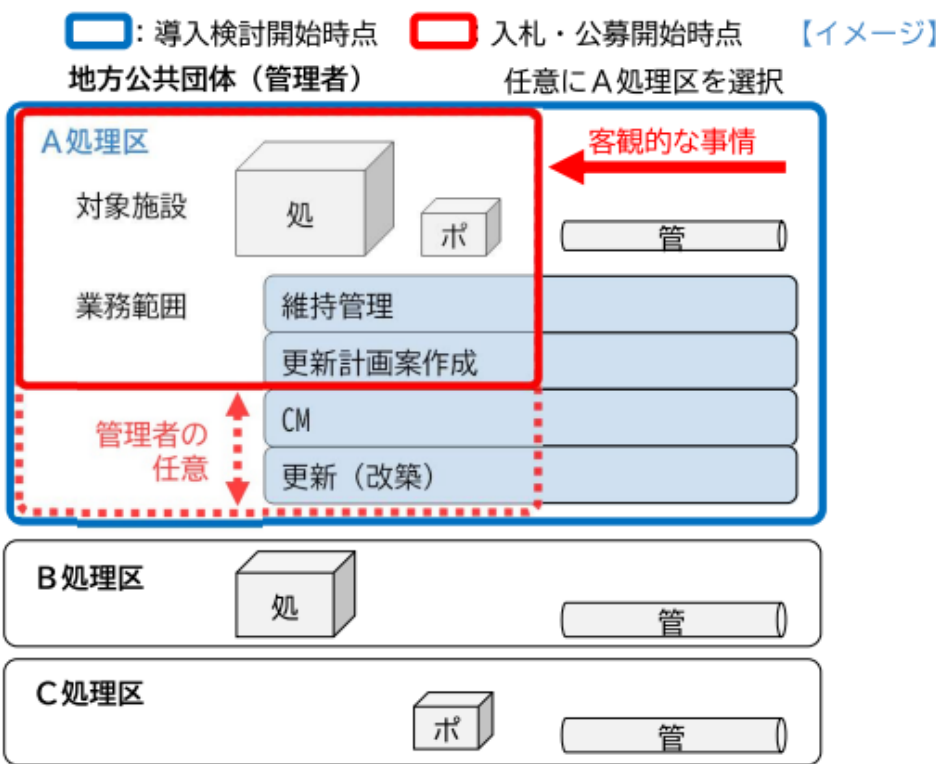 ：導入検討開始時点　：入札・公募開始時点　【イメージ】
地方公共団体（管理者）　任意にＡ処理区を選択
Ａ処理区
客観的な事情
対象施設
処
ポ
管
業務範囲
維持管理
更新計画案作成
管理者の
任意
CM
更新（改築）
Ｂ処理区
処
管
Ｃ処理区
ポ
管